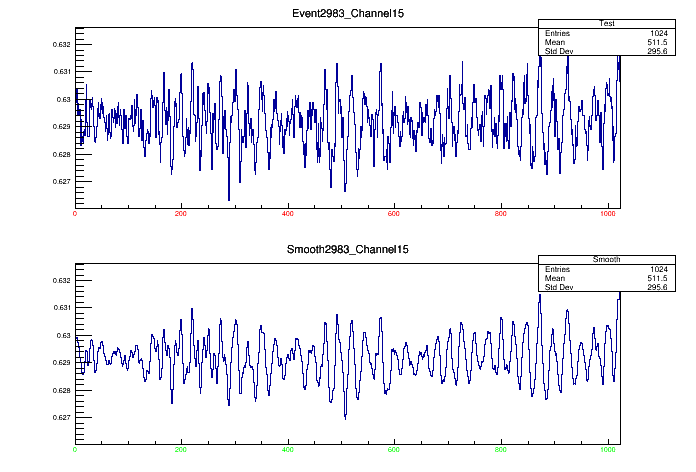 Event2983_Channel15
Test
Entries 1024
Mean 511.5
Std Dev 295.6
0.632
0.631
0.63
0.629
0.628
0.627
0 200 400 600 800 1000
Smooth2983_Channel15
Smooth
Entries 1024
Mean 511.5
Std Dev 295.6
0.632
0.631
0.63
0.629
0.628
0.627
0 200 400 600 800 1000